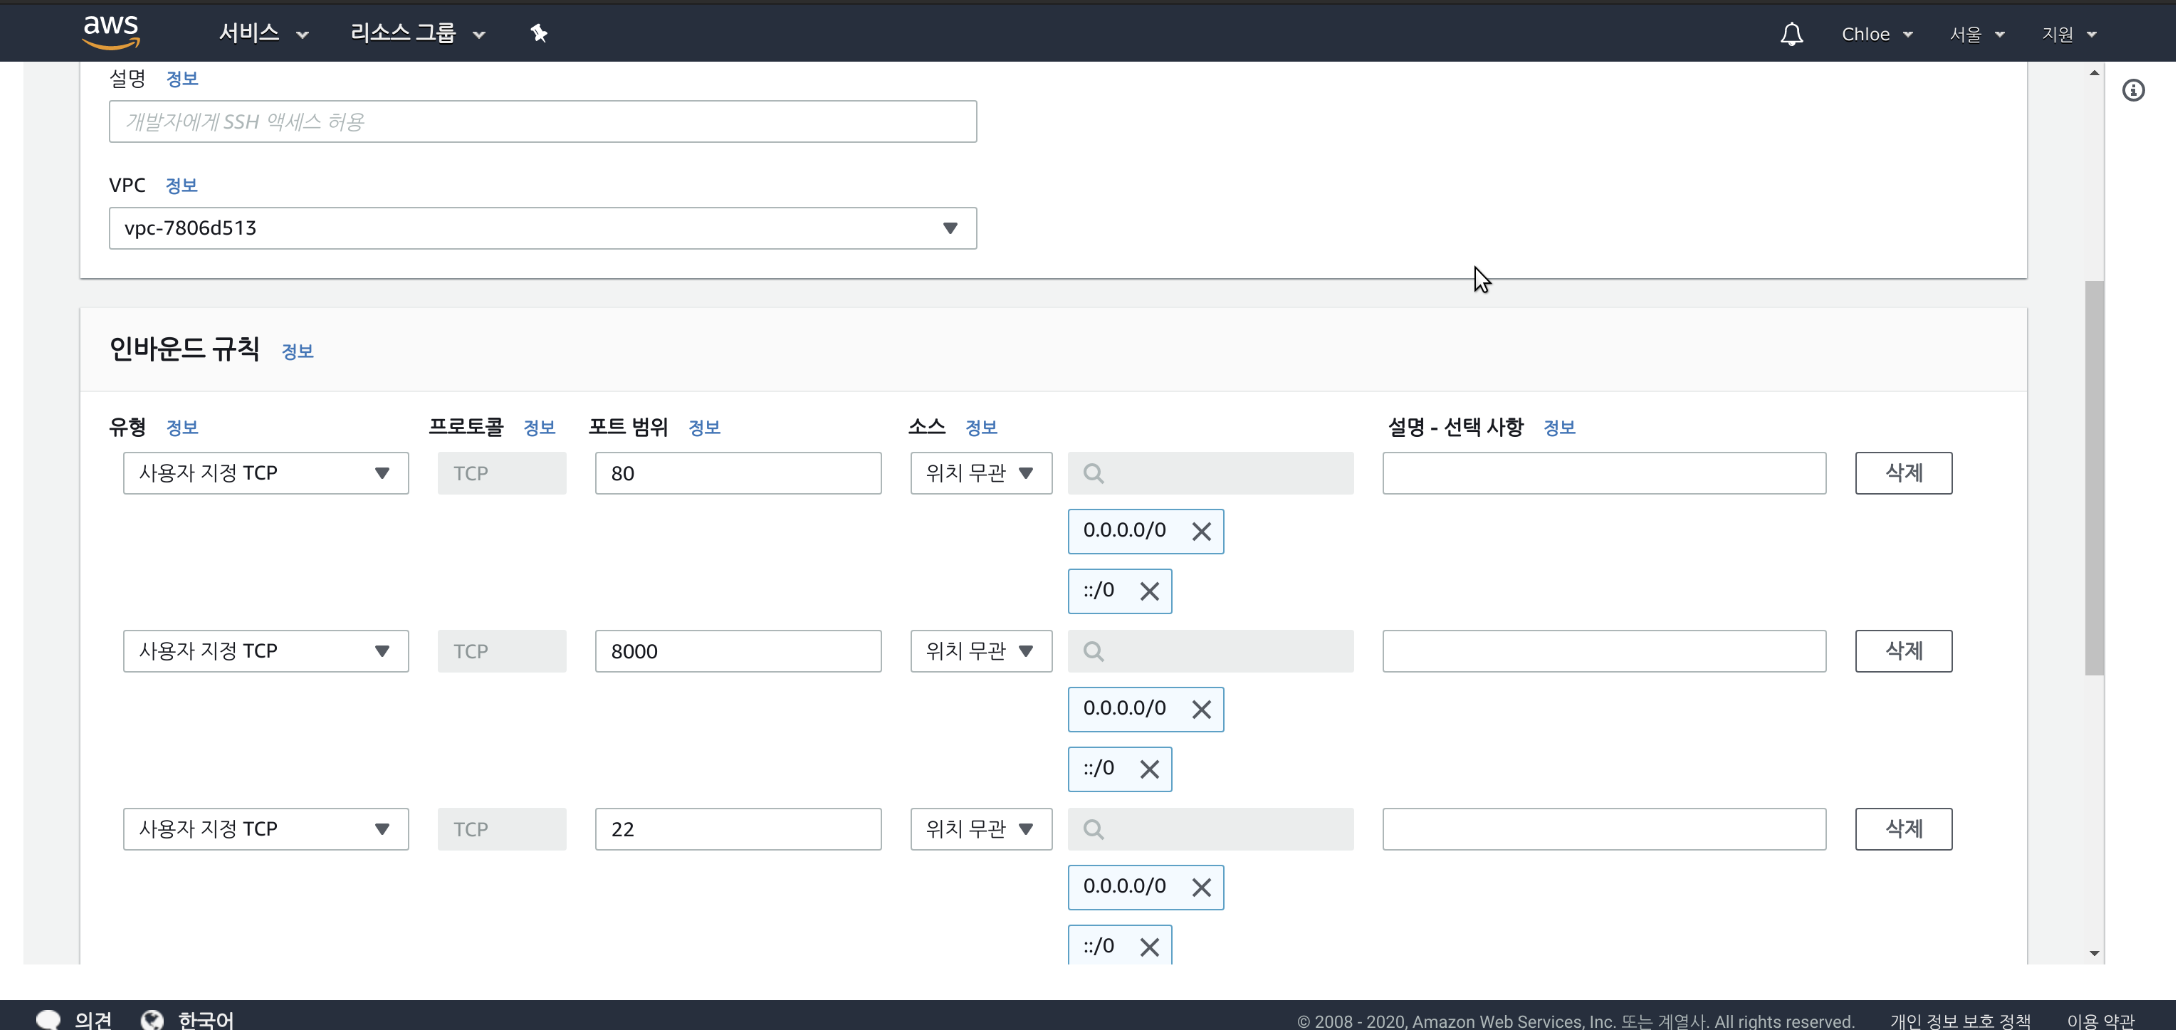 aws 서비스 리소스 그룹 Chloe 서울 지원
설명 정보
개발자에게 SSH 액세스 허용
VPC 정보
vpc-7806d513
인바운드 규칙 정보
유형 정보 프로토콜 정보 포트 범위 정보 소스 정보 설명 - 선택 사항 정보
사용자 지정 TCP TCP 80 위치 무관 삭제
0.0.0.0/0
::/0
사용자 지정 TCP TCP 8000 위치 무관 삭제
0.0.0.0/0
::/0
사용자 지정 TCP TCP 22 위치 무관 삭제
0.0.0.0/0
::/0
의견 한국어 © 2008 - 2020, Amazon Web Services, Inc. 또는 계열사. All rights reserved. 개인 정보 보호 정책 이용 약관